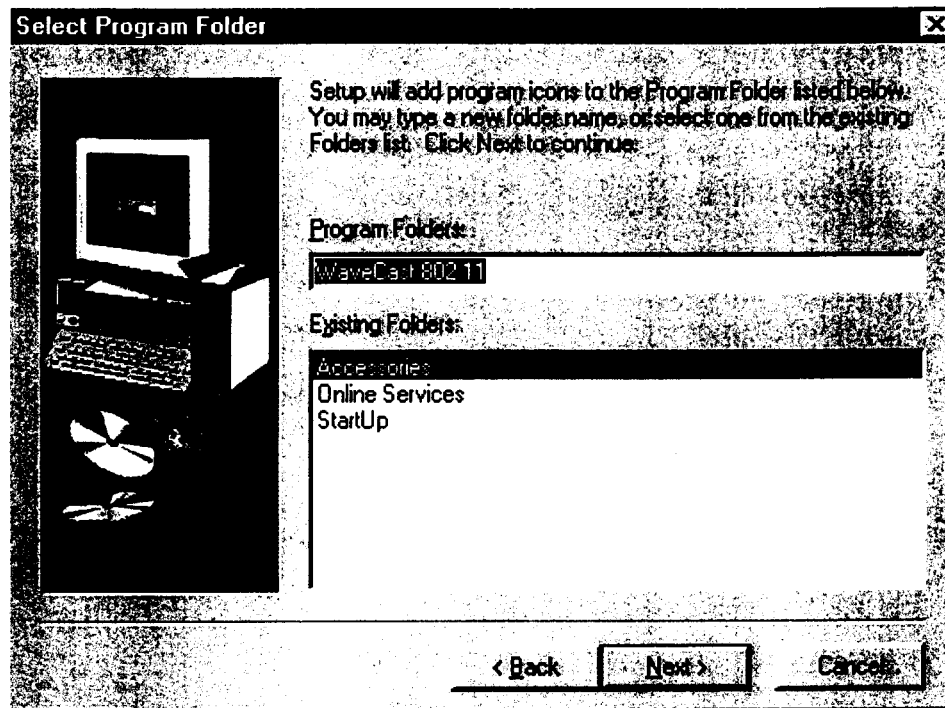 Select Program Folder
Setup will add program icons to the Program Folder listed below.
You may type a new folder name, or select one from the existing
Folders list. Click Next to continue.
Program Folders:
WaveCast 802 11
Existing Folders:
Accessories
Online Services
StartUp
< Back
Next >
Cancel